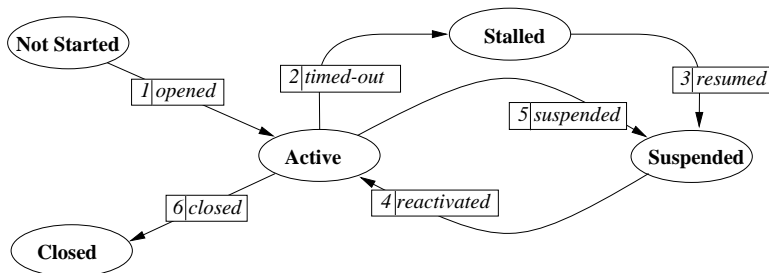 Not Started
Stalled
2 timed-out
3 resumed
1 opened
5 suspended
Active
Suspended
6 closed
4 reactivated
Closed